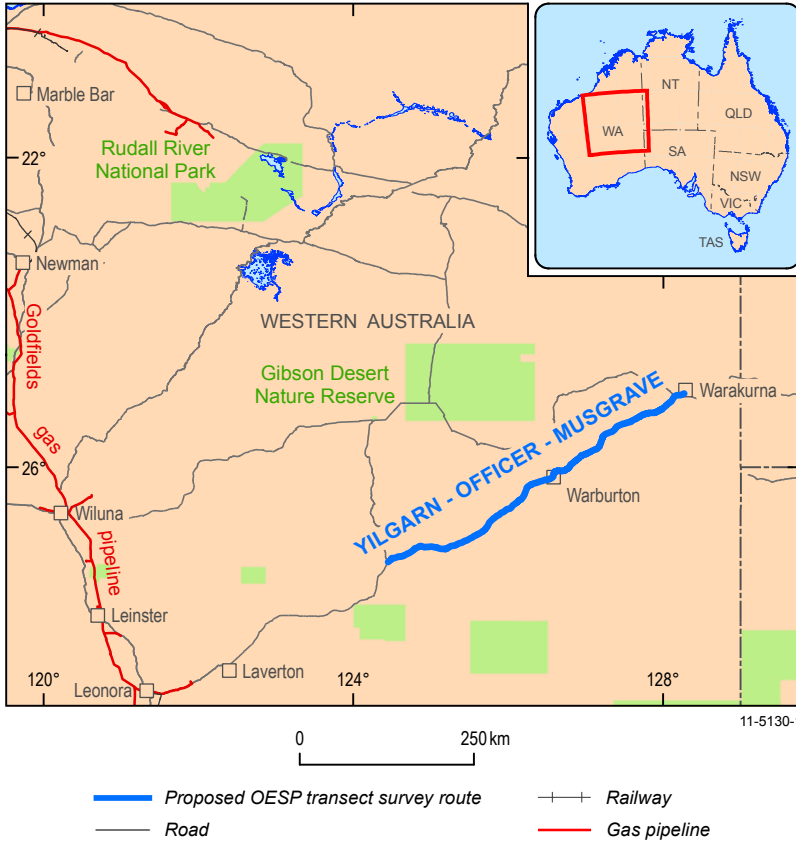 Marble Bar
Rudall River
National Park
22°
NT
QLD
WA
SA
NSW
VIC
TAS
Newman
WESTERN AUSTRALIA
Goldfields
gas
pipeline
Gibson Desert
Nature Reserve
Warakurna
YILGARN - OFFICER - MUSGRAVE
26°
Warburton
Wiluna
Leinster
Laverton
Leonora
120°
124°
128°
11-5130-1
0
250 km
Proposed OESP transect survey route
Railway
Road
Gas pipeline